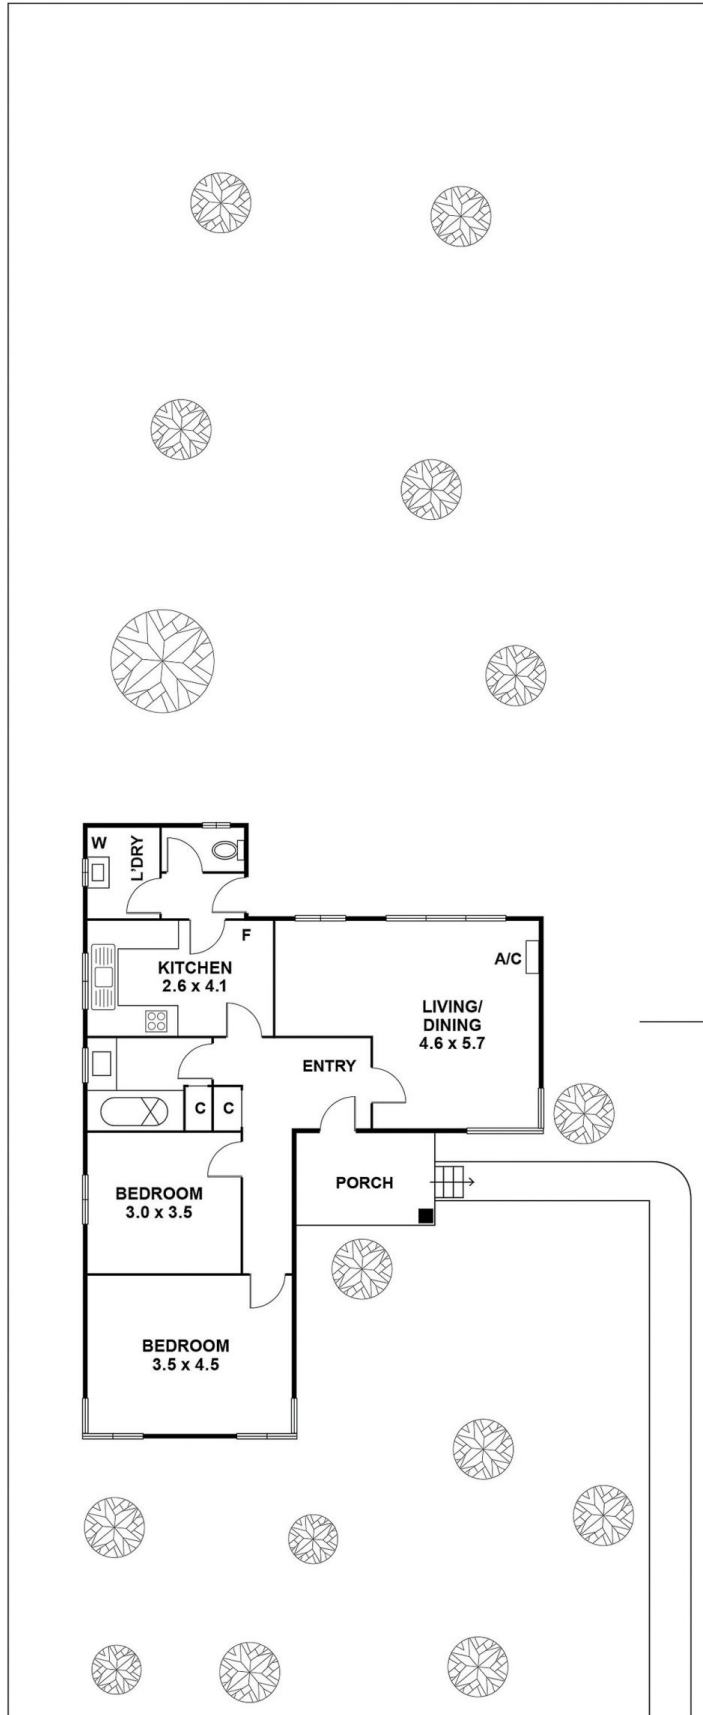 W
L'DRY
F
KITCHEN
2.6 x 4.1
A/C
LIVING/
DINING
4.6 x 5.7
ENTRY
C
C
PORCH
BEDROOM
3.0 x 3.5
BEDROOM
3.5 x 4.5